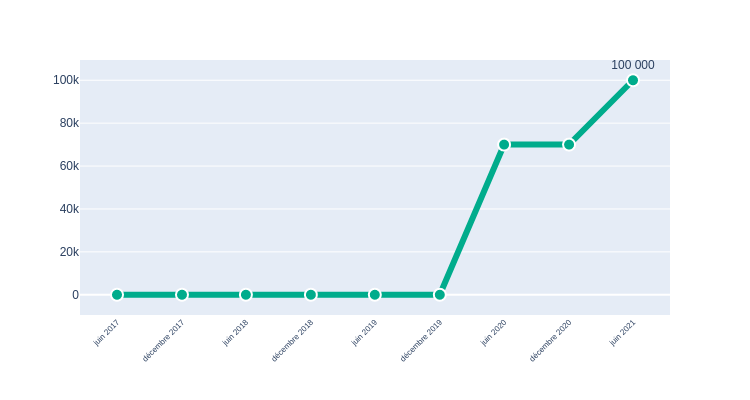 100 000
100k
80k
60k
40k
20k
0
juin 2017
décembre 2017
juin 2018
décembre 2018
juin 2019
décembre 2019
juin 2020
décembre 2020
juin 2021